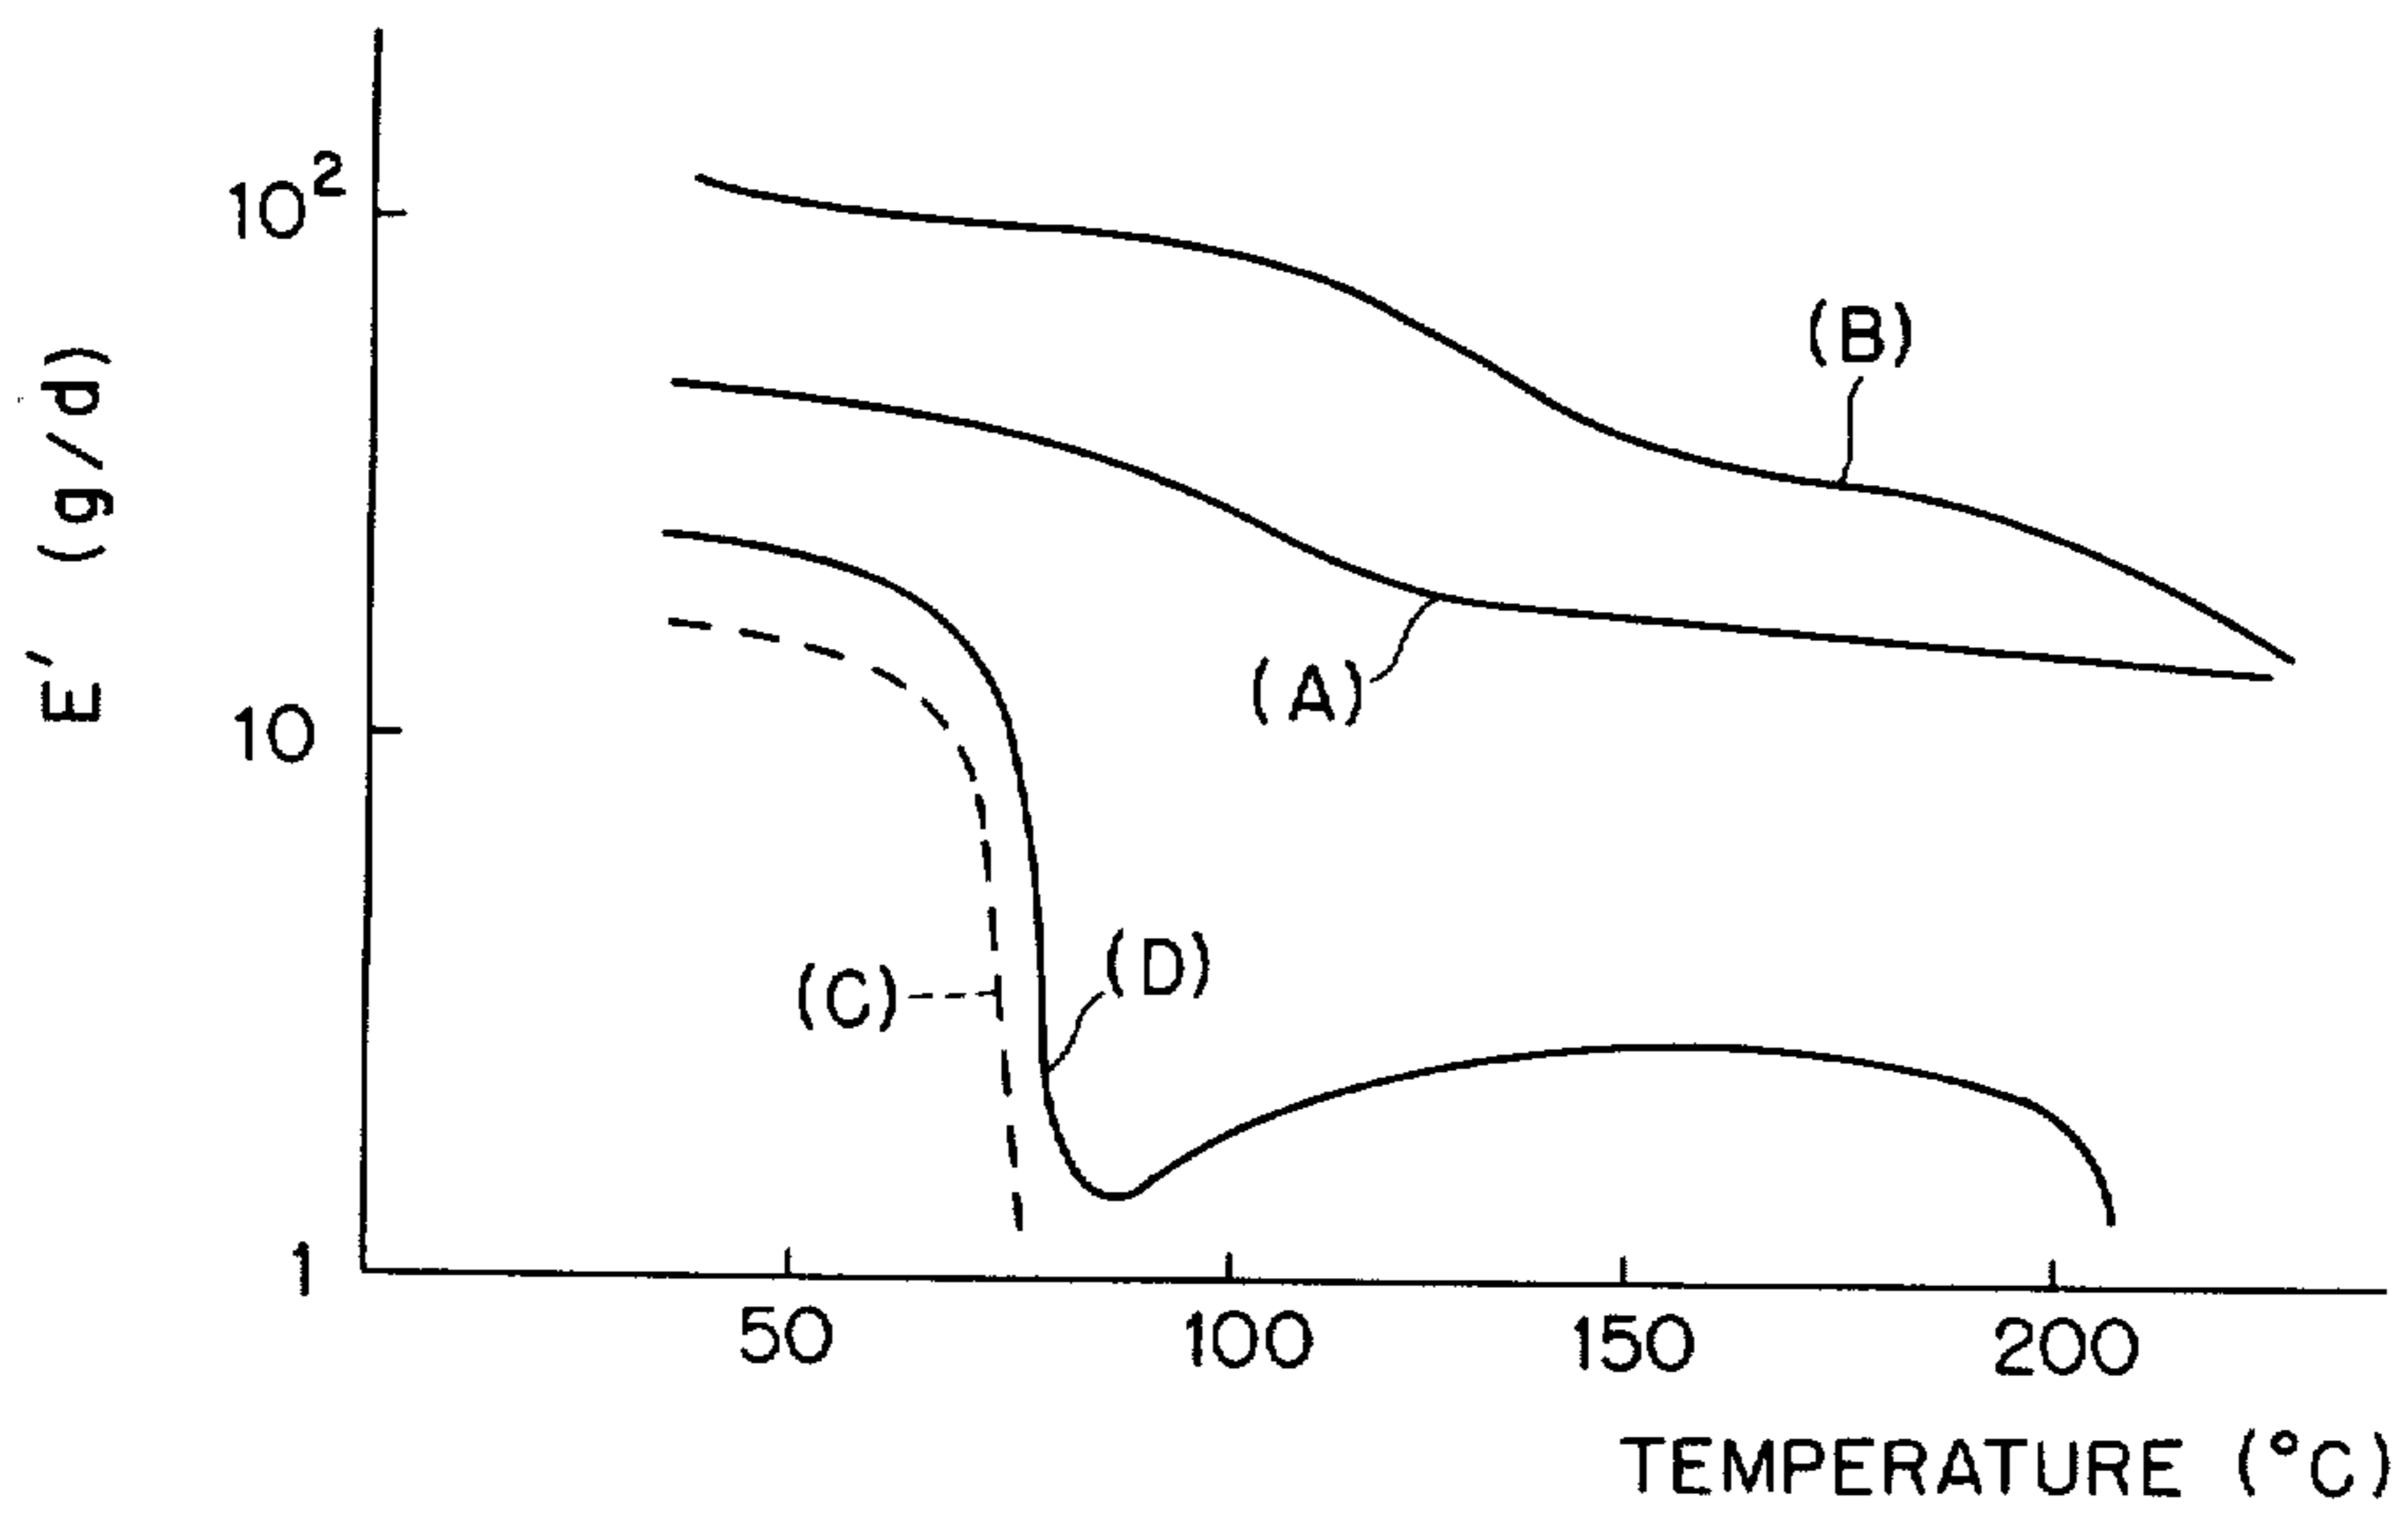 10²
(B)
E′ (g/d)
(A)
10
(D)
(C)
1
50 100 150 200
TEMPERATURE (°C)